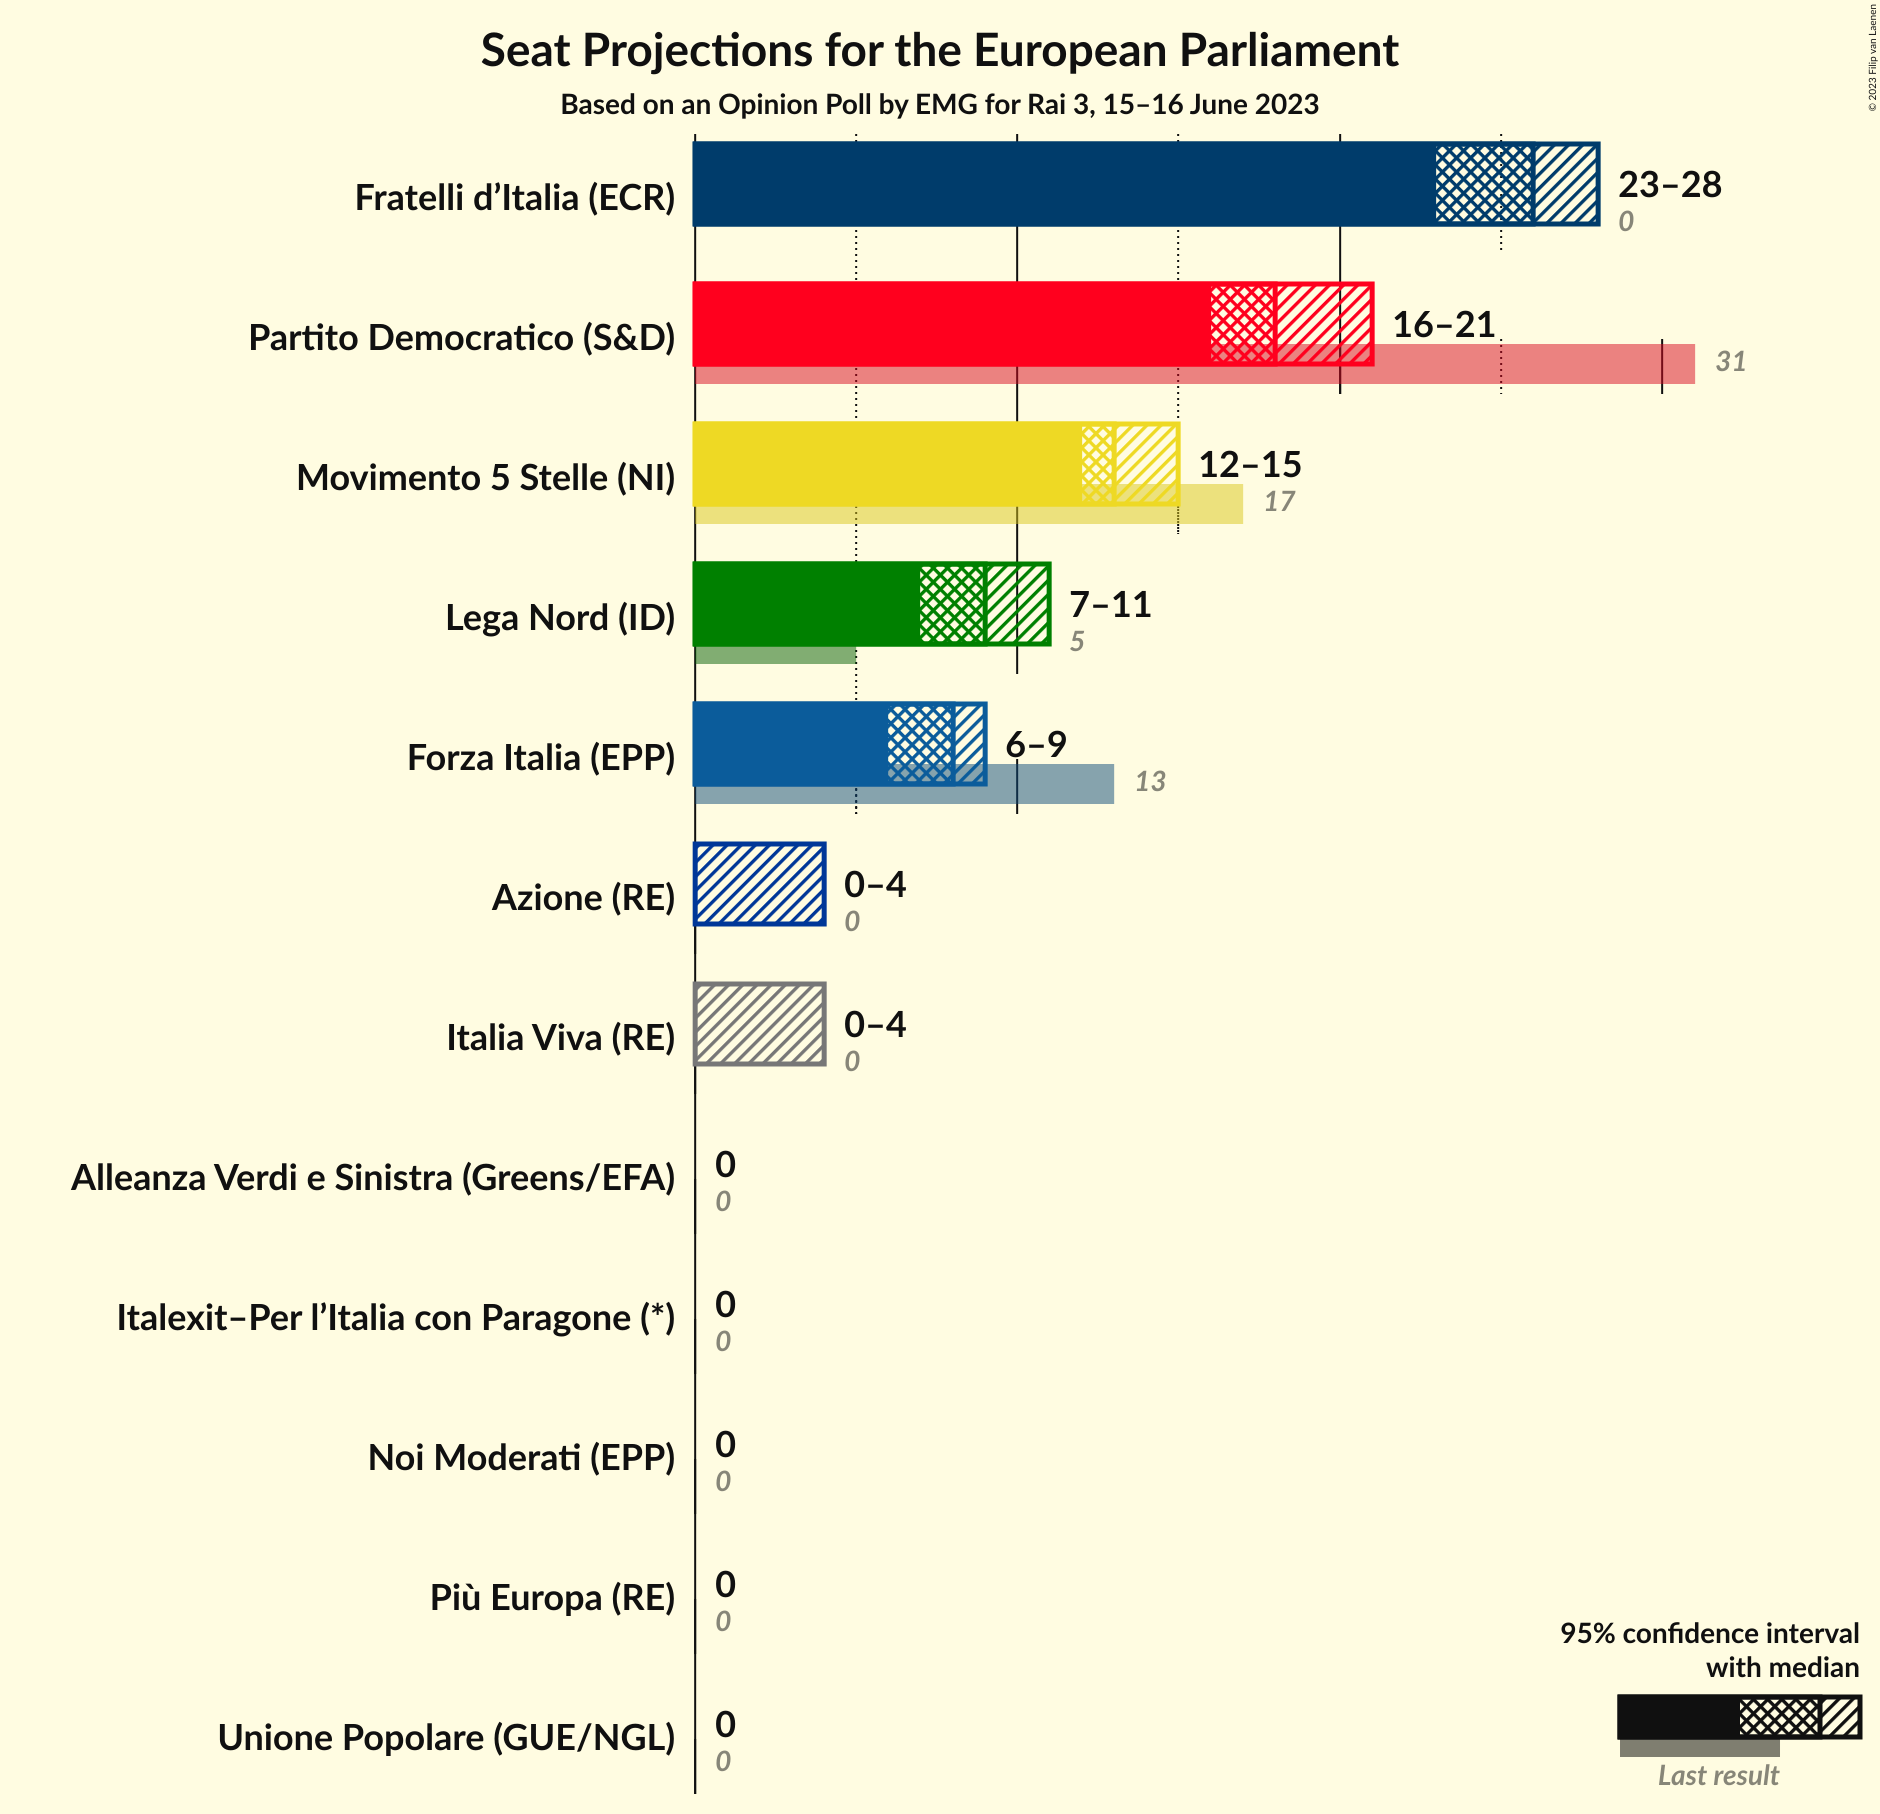 Seat Projections for the European Parliament
Based on an Opinion Poll by EMG for Rai 3, 15–16 June 2023
© 2023 Filip van Laenen
Fratelli d’Italia (ECR)
23–28
0
Partito Democratico (S&D)
16–21
31
Movimento 5 Stelle (NI)
12–15
17
Lega Nord (ID)
7–11
5
Forza Italia (EPP)
6–9
13
Azione (RE)
0–4
0
Italia Viva (RE)
0–4
0
Alleanza Verdi e Sinistra (Greens/EFA)
0
0
Italexit–Per l’Italia con Paragone (*)
0
0
Noi Moderati (EPP)
0
0
Più Europa (RE)
0
0
Unione Popolare (GUE/NGL)
0
0
95% confidence interval
with median
Last result